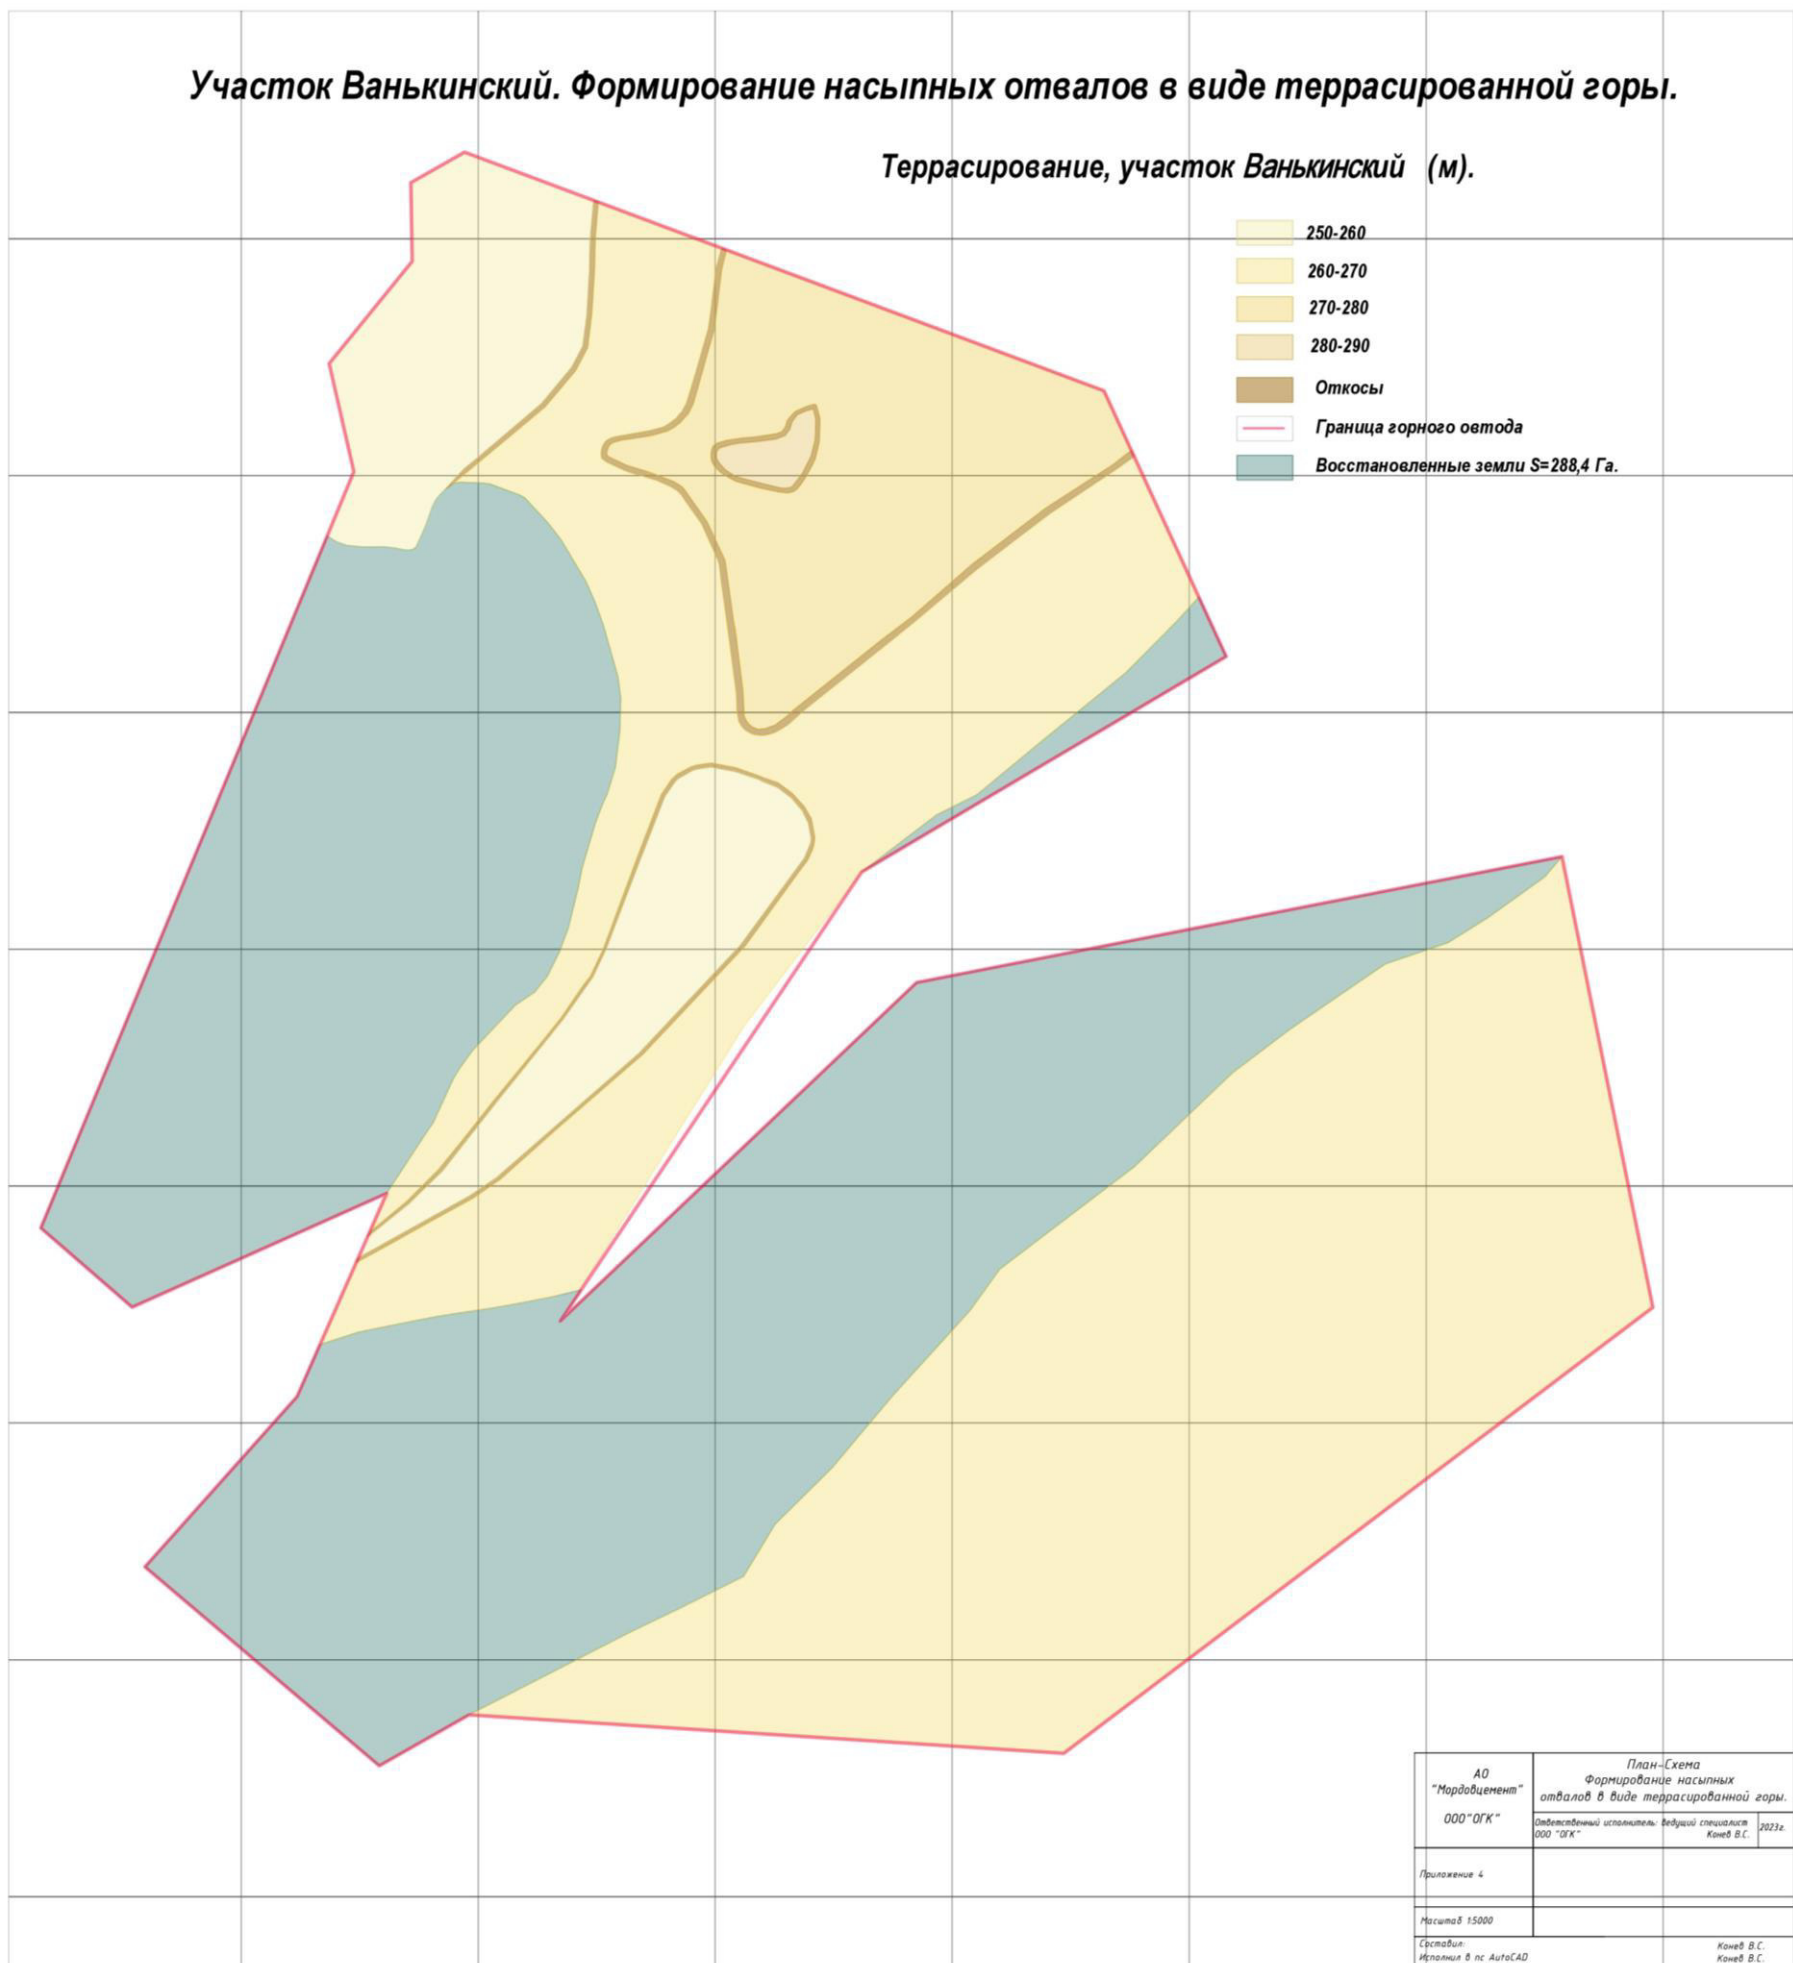 Участок Ванькинский. Формирование насыпных отвалов в виде террасированной горы.
Террасирование, участок Ванькинский (м).
250-260
260-270
270-280
280-290
Откосы
Граница горного овтода
Восстановленные земли S=288,4 Га.
АО
"Мордовцемент"
ООО"ОГК"
План-Схема
Формирование насыпных
отвалов в виде террасированной горы.
Ответственный исполнитель: ведущий специалист
ООО "ОГК" Конев В.С.
2023г.
Приложение 4
Масштаб 1:5000
Составил: Конев В.С.
Исполнил в пс AutoCAD Конев В.С.